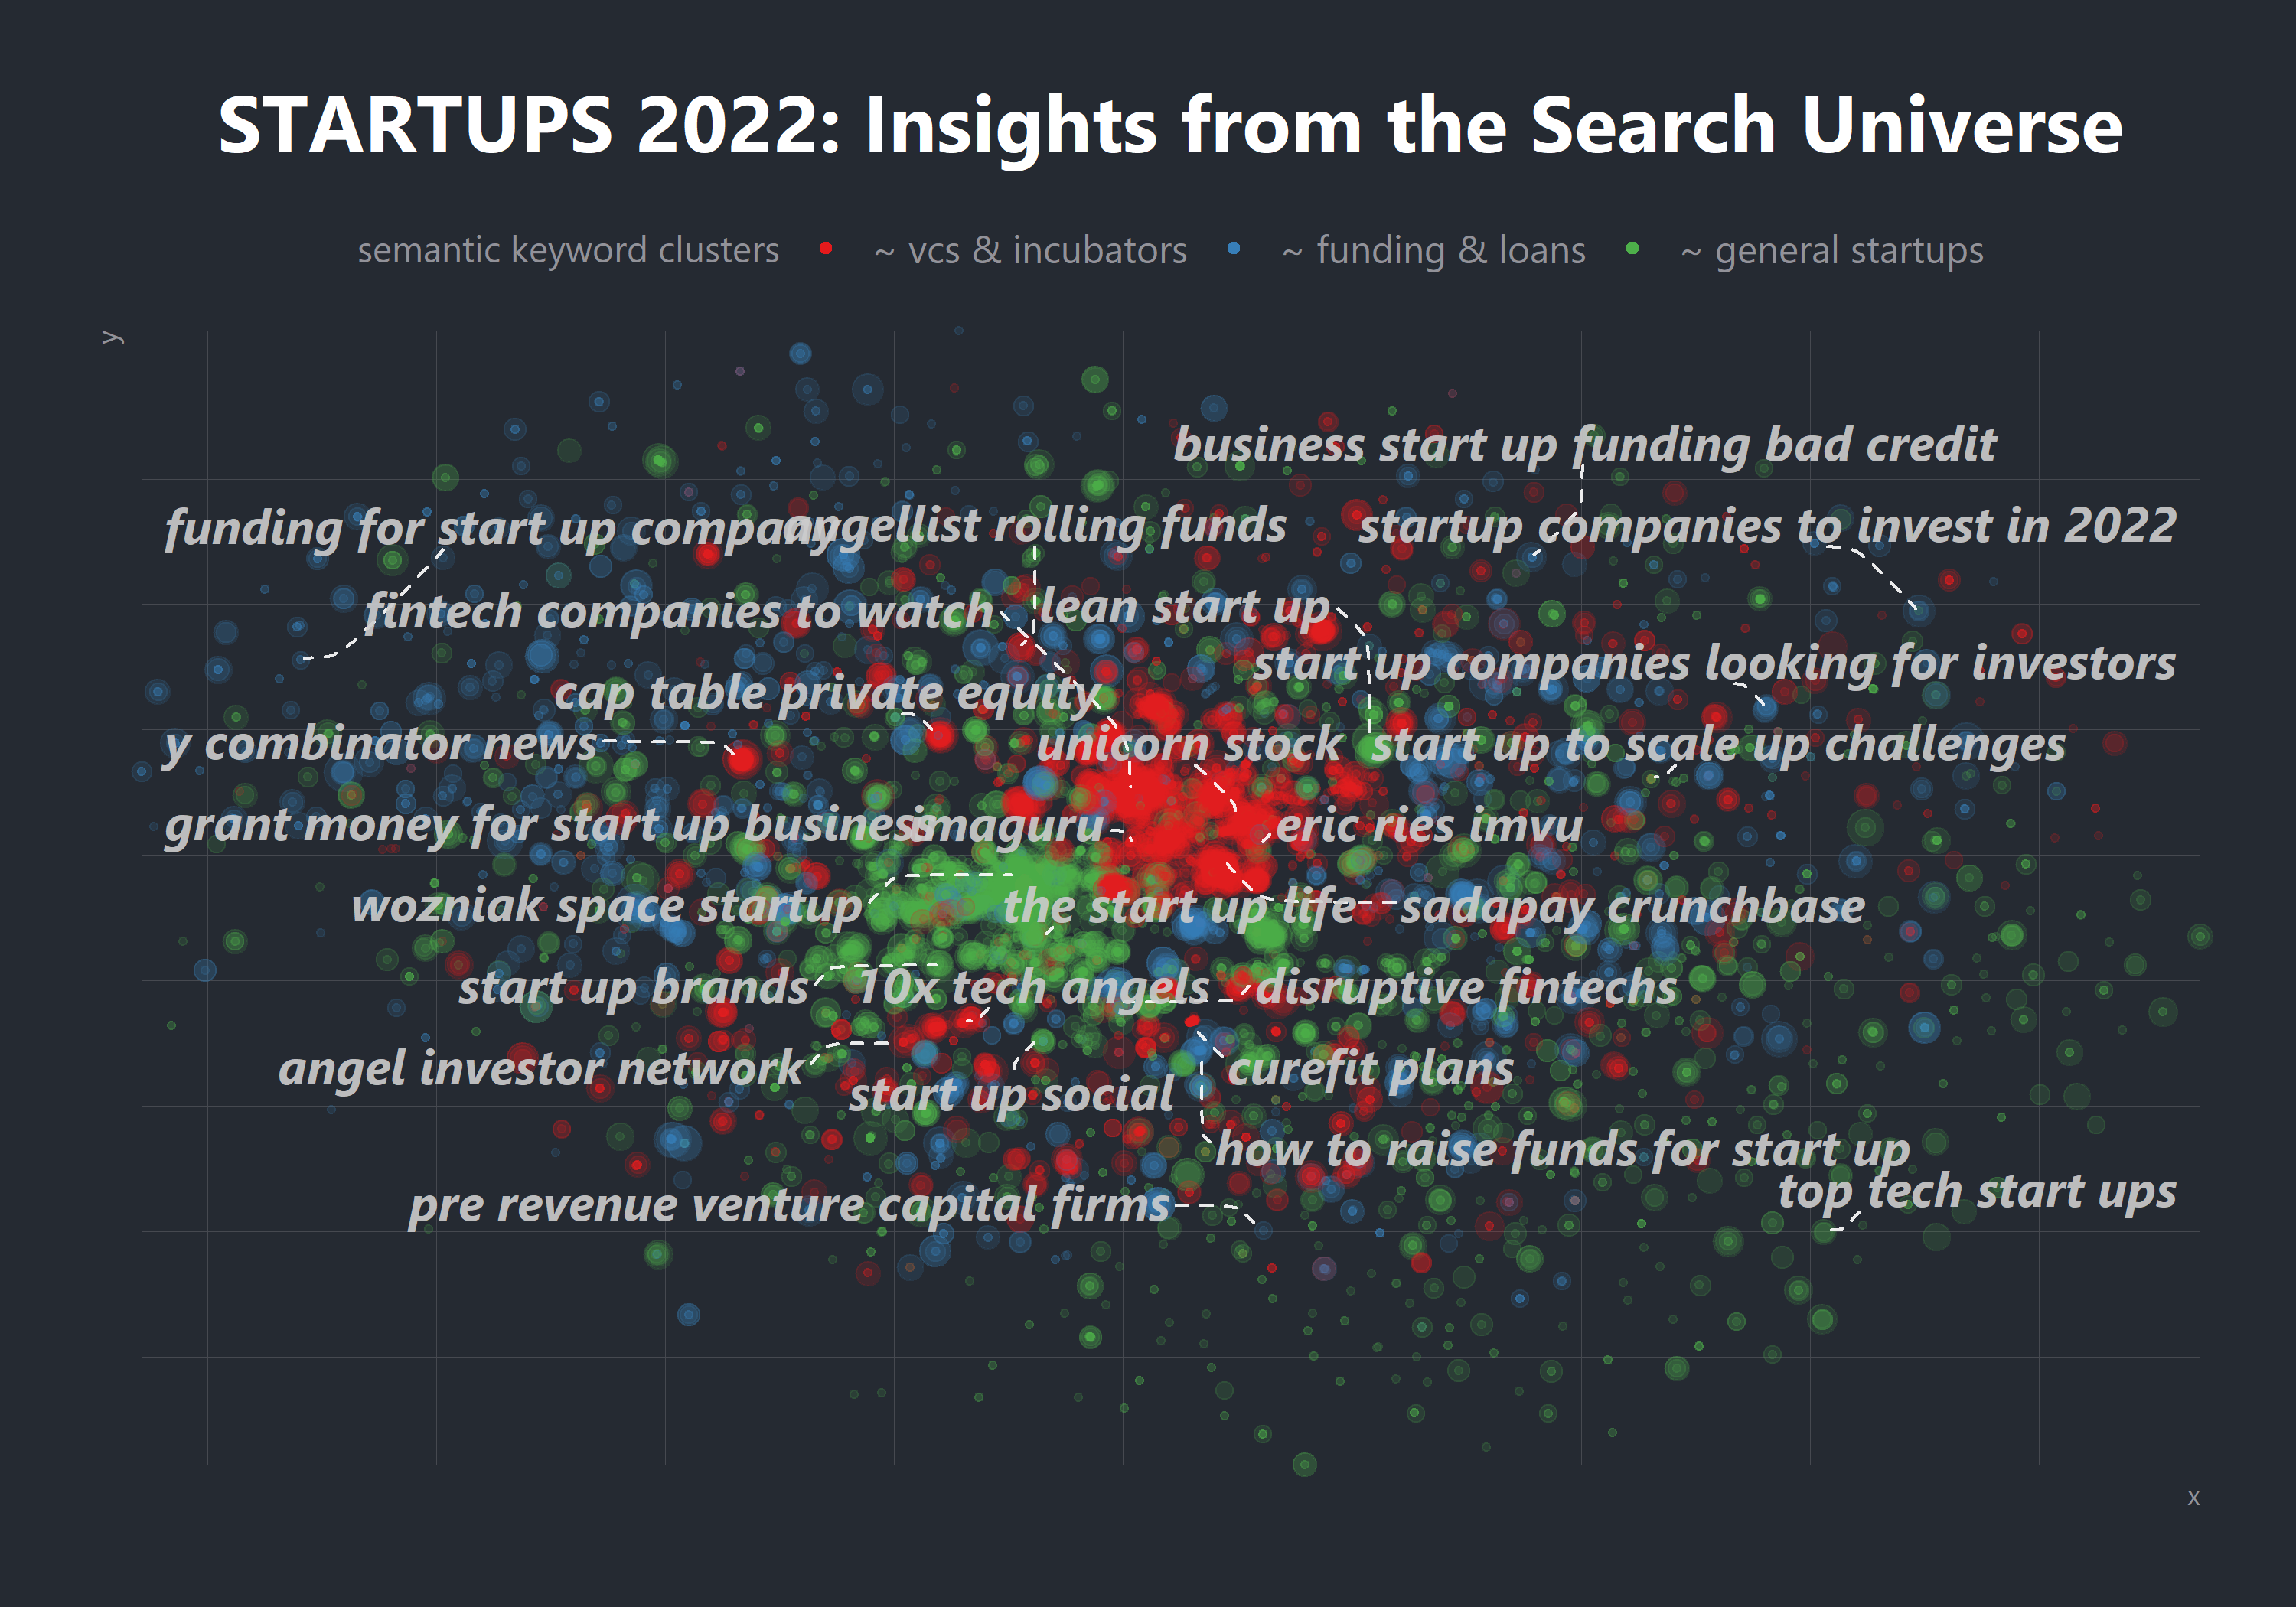 STARTUPS 2022: Insights from the Search Universe
semantic keyword clusters ~ vcs & incubators ~ funding & loans ~ general startups
y
business start up funding bad credit
funding for start up company
angellist rolling funds
startup companies to invest in 2022
fintech companies to watch
lean start up
start up companies looking for investors
cap table private equity
y combinator news
unicorn stock
start up to scale up challenges
grant money for start up business
imaguru
eric ries imvu
wozniak space startup
the start up life
sadapay crunchbase
start up brands
10x tech angels
disruptive fintechs
angel investor network
curefit plans
start up social
how to raise funds for start up
top tech start ups
pre revenue venture capital firms
x